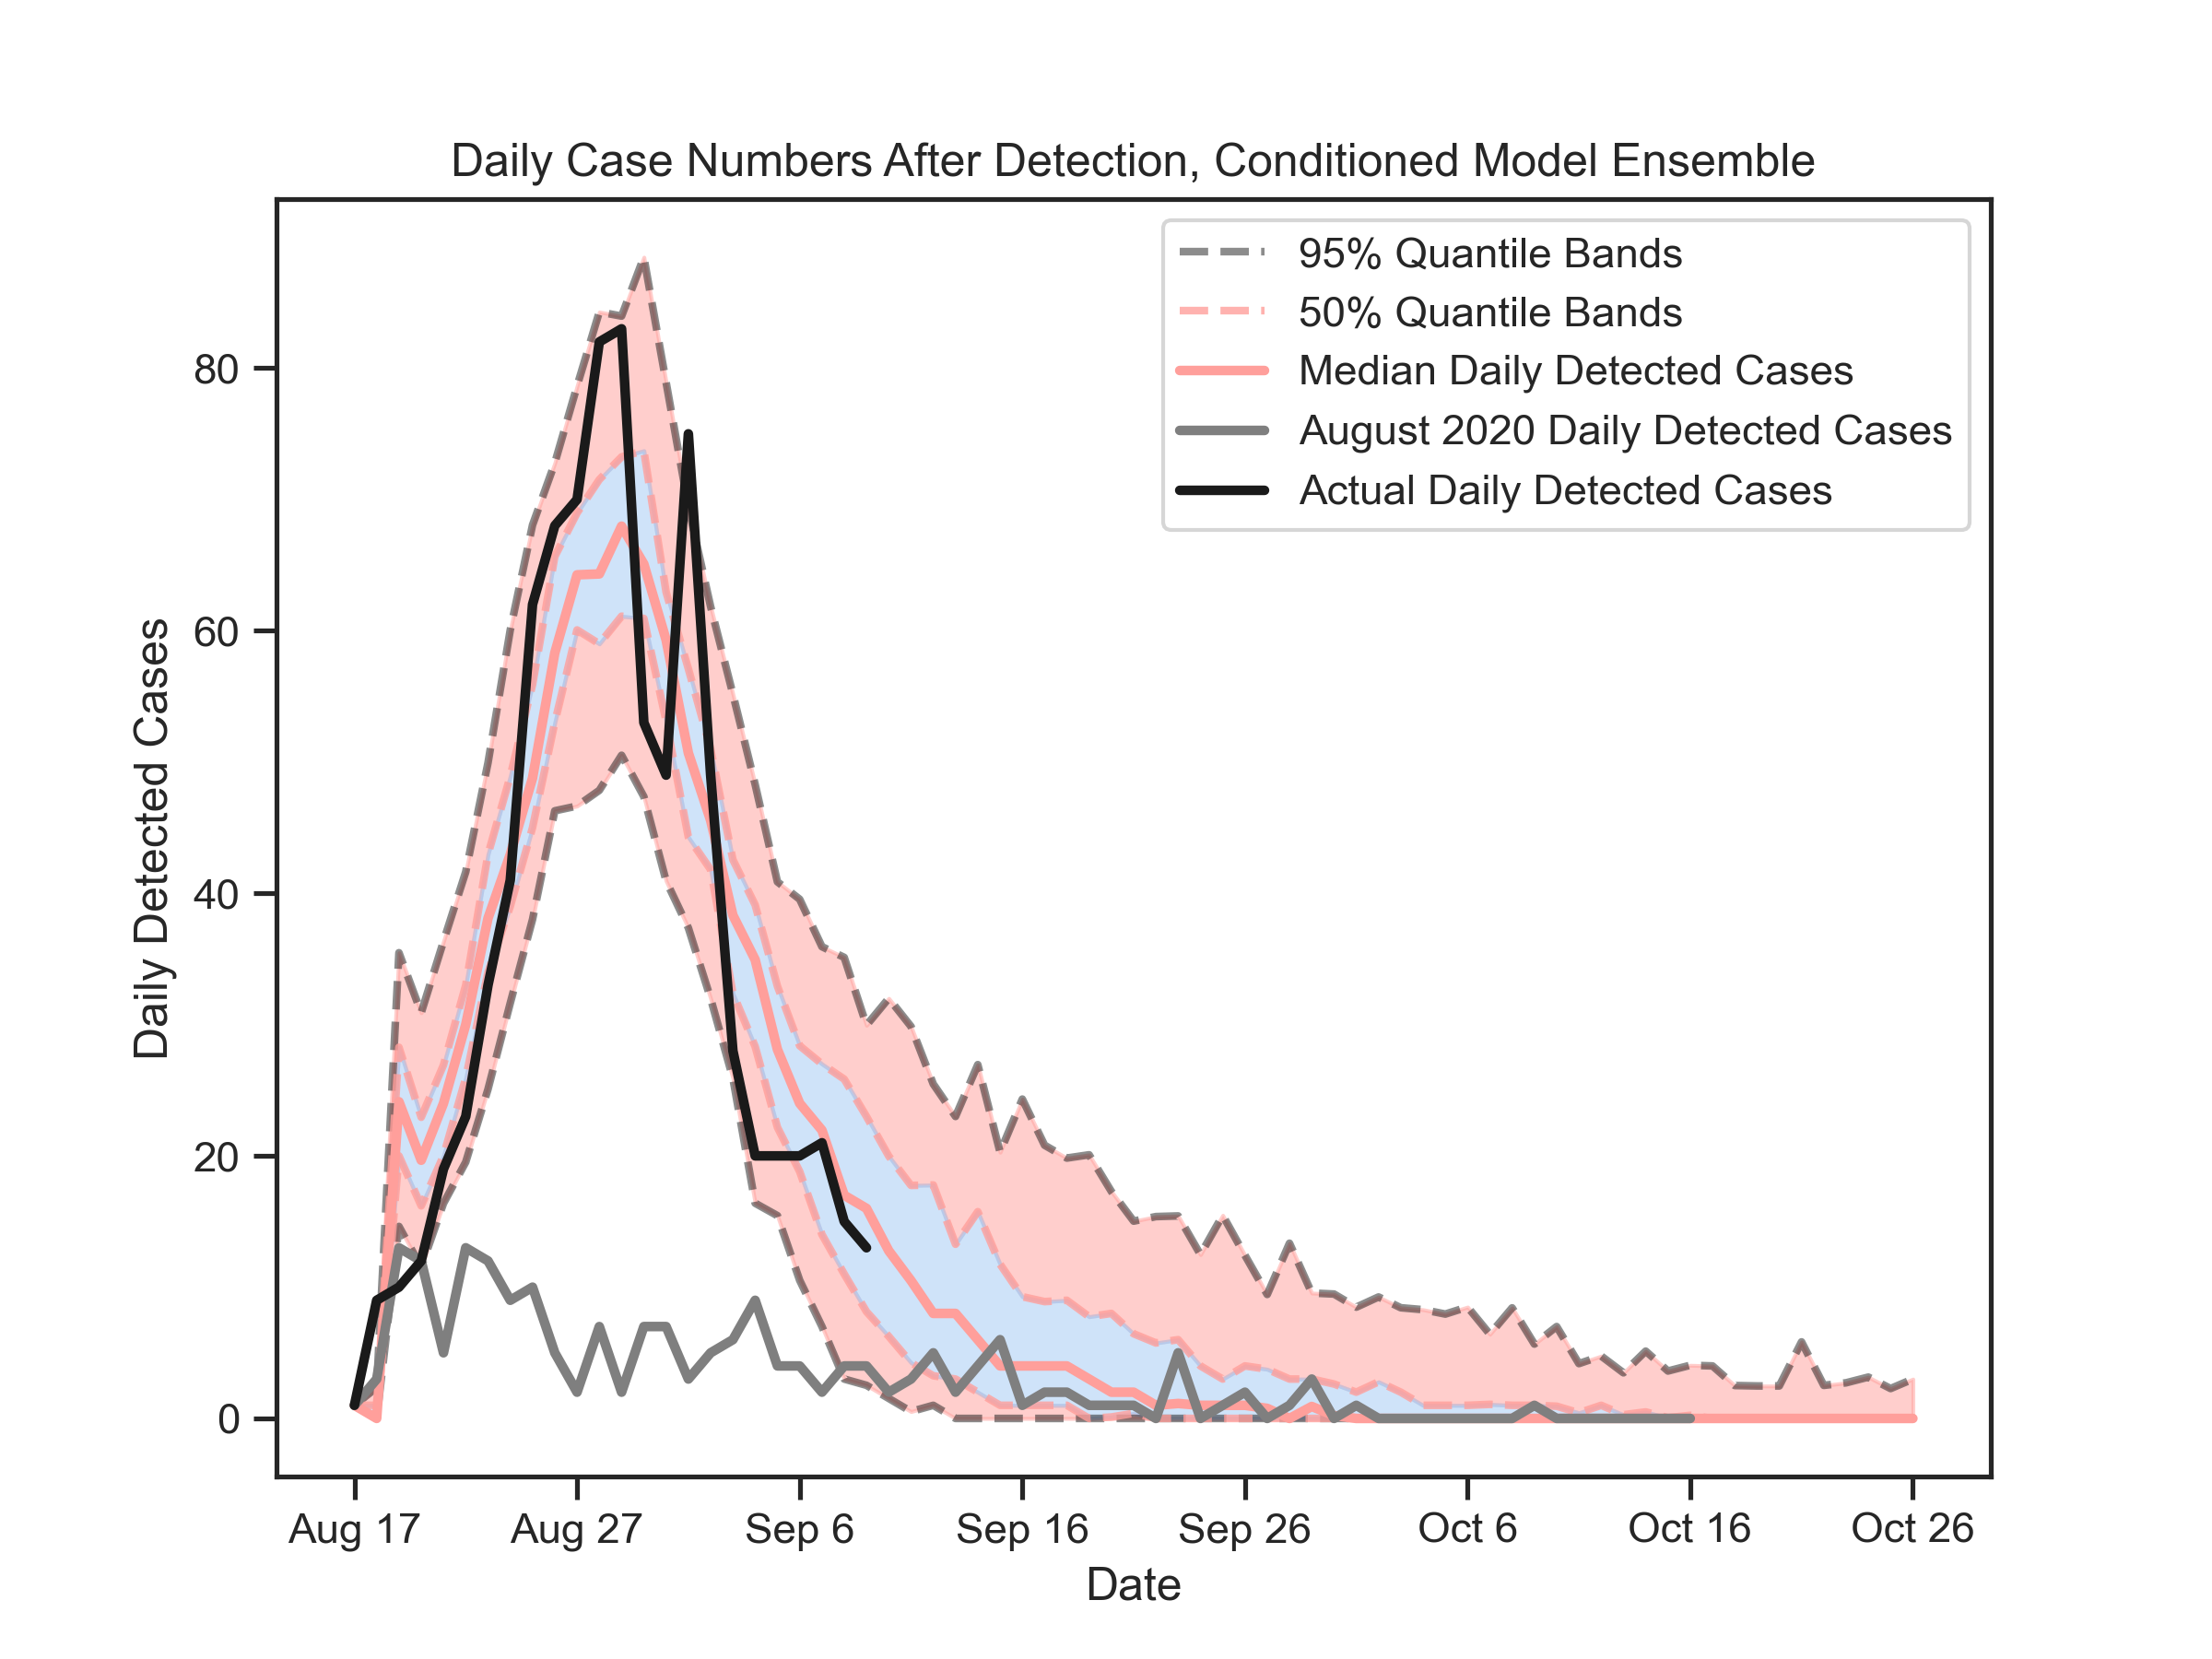 Daily Case Numbers After Detection, Conditioned Model Ensemble
95% Quantile Bands
50% Quantile Bands
Median Daily Detected Cases
August 2020 Daily Detected Cases
Actual Daily Detected Cases
Daily Detected Cases
80
60
40
20
0
Aug 17 Aug 27 Sep 6 Sep 16 Sep 26 Oct 6 Oct 16 Oct 26
Date